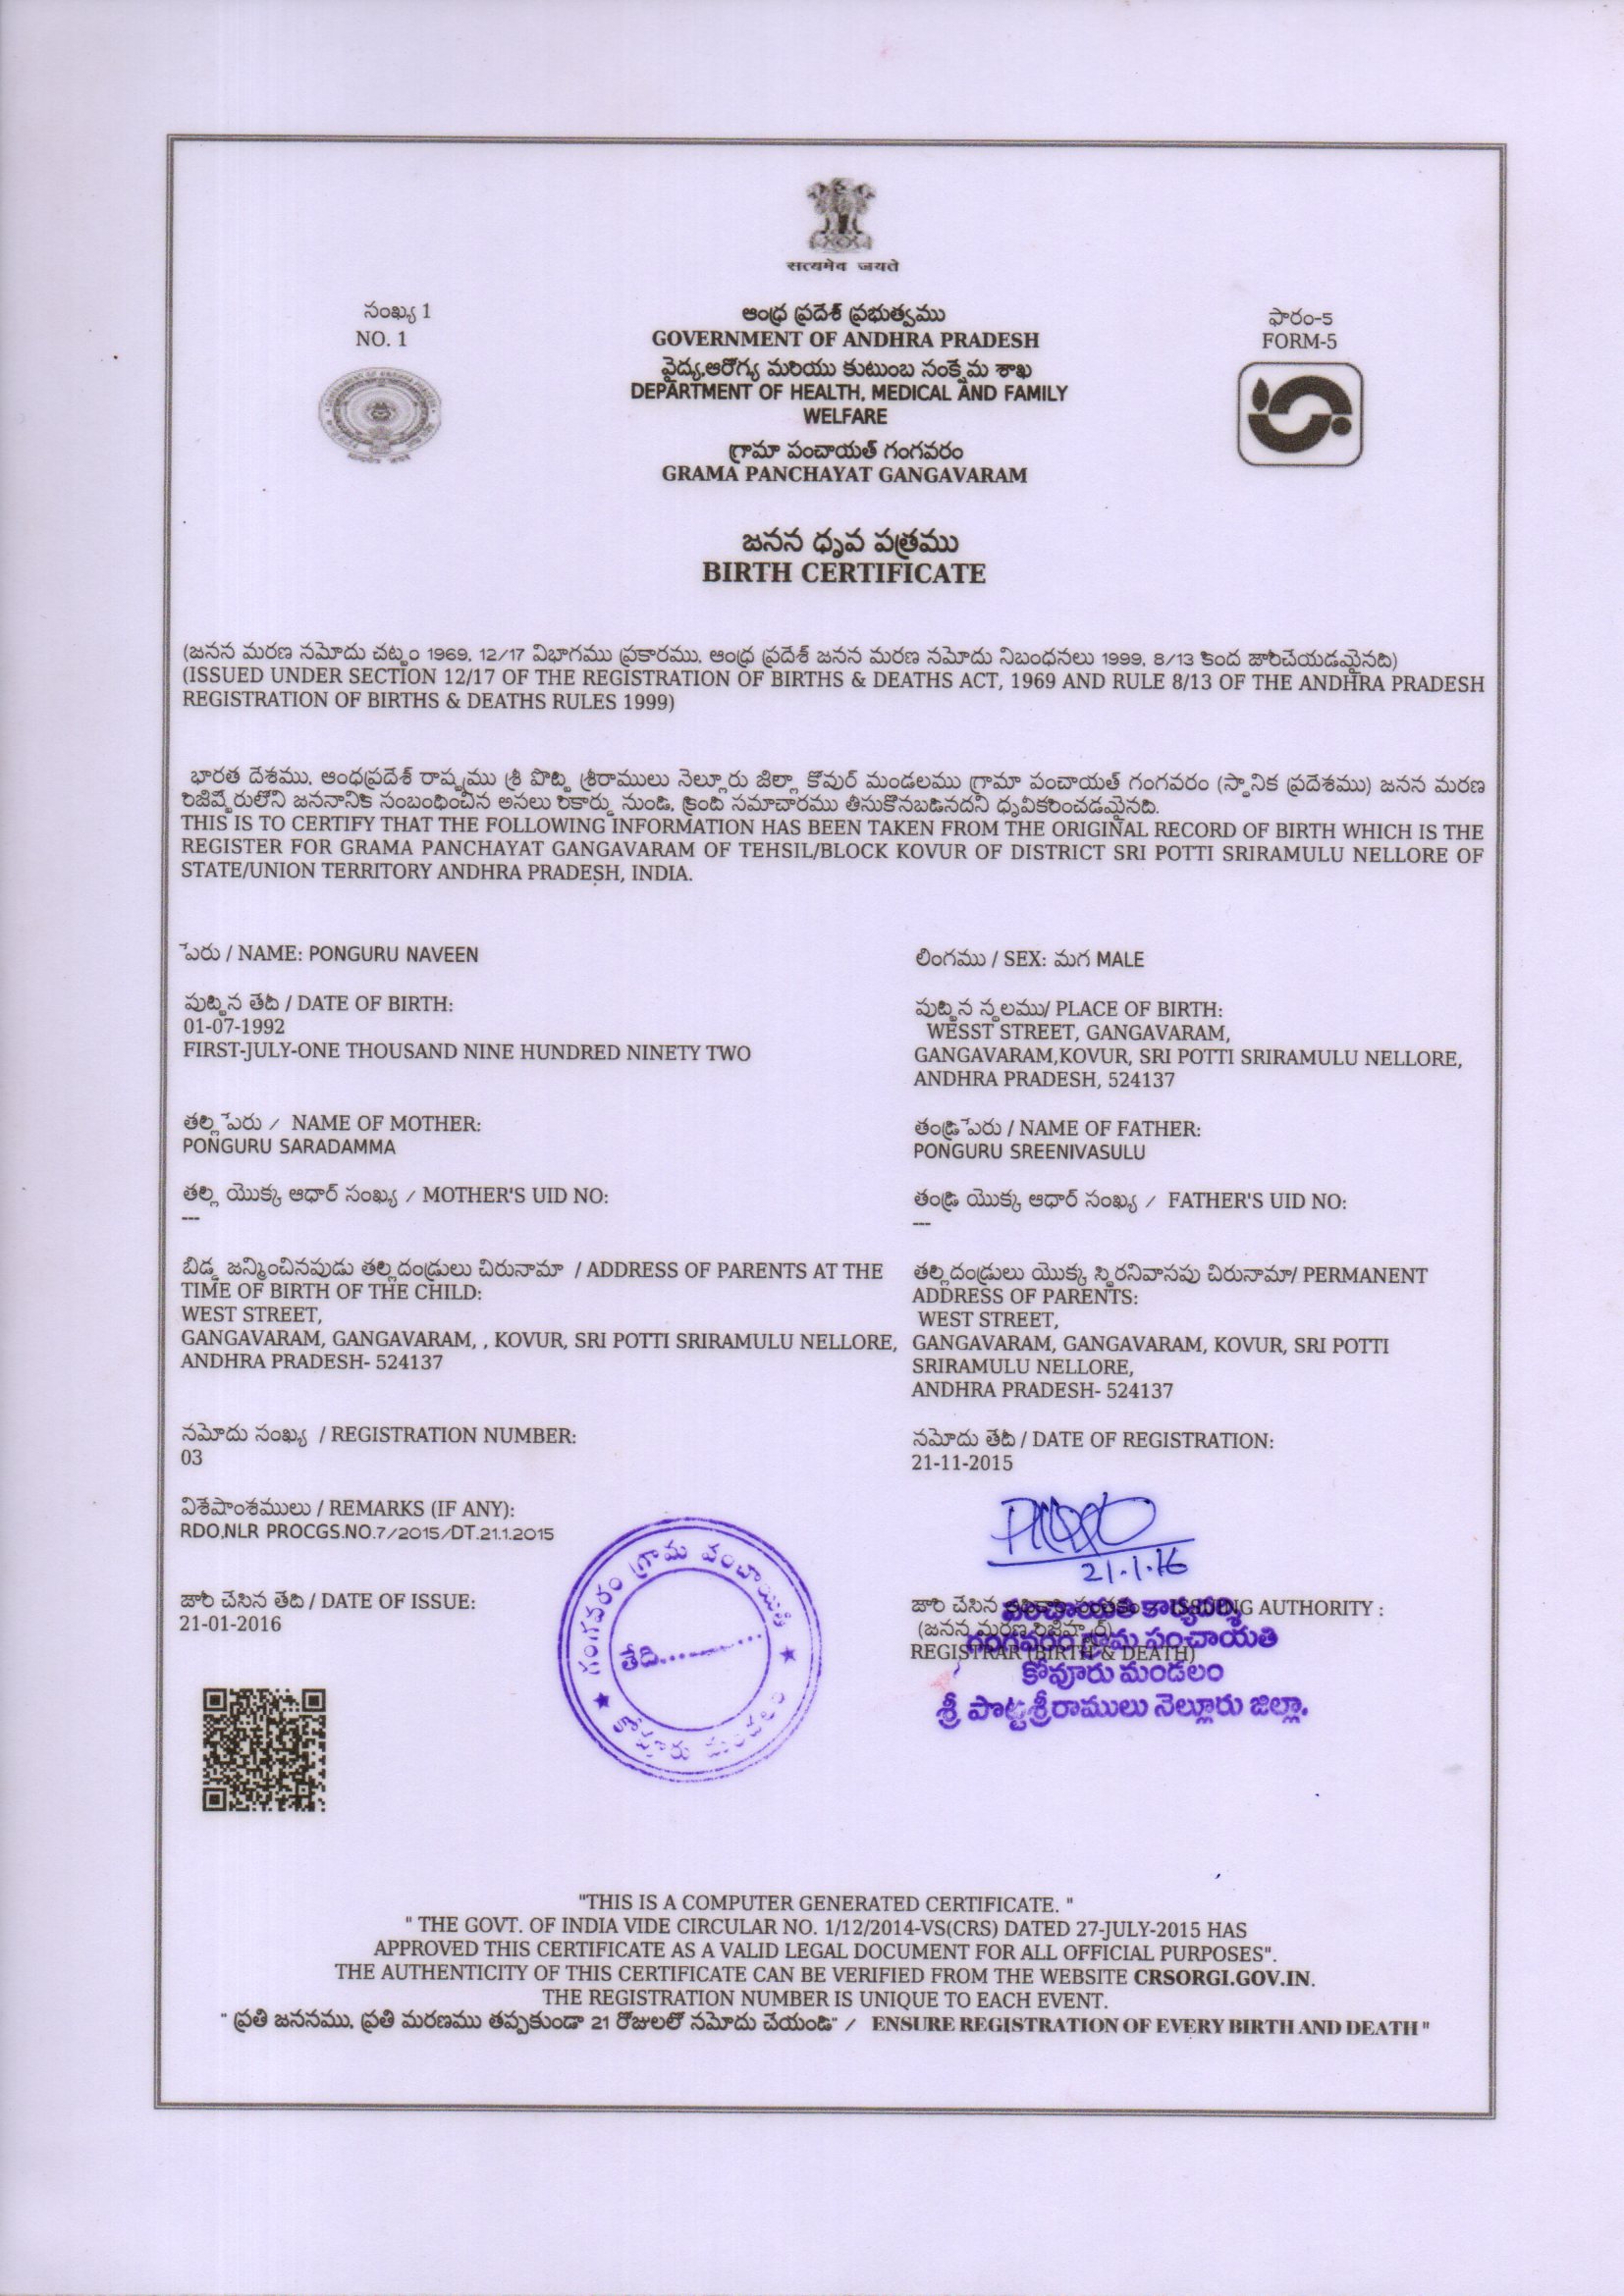 सत्यमेव जयते
సంఖ్య 1
NO. 1
ఆంధ్ర ప్రదేశ్ ప్రభుత్వము
GOVERNMENT OF ANDHRA PRADESH
వైద్య,ఆరోగ్య మరియు కుటుంబ సంక్షేమ శాఖ
DEPARTMENT OF HEALTH, MEDICAL AND FAMILY
WELFARE
గ్రామా పంచాయత్ గంగవరం
GRAMA PANCHAYAT GANGAVARAM
ఫారం-5
FORM-5
జనన ధృవ పత్రము
BIRTH CERTIFICATE
(జనన మరణ నమోదు చట్టం 1969, 12/17 విభాగము ప్రకారము, ఆంధ్ర ప్రదేశ్ జనన మరణ నమోదు నిబంధనలు 1999, 8/13 కింద జారిచేయడమైనది)
(ISSUED UNDER SECTION 12/17 OF THE REGISTRATION OF BIRTHS & DEATHS ACT, 1969 AND RULE 8/13 OF THE ANDHRA PRADESH
REGISTRATION OF BIRTHS & DEATHS RULES 1999)
భారత దేశము, ఆంధప్రదేశ్ రాష్ట్రము శ్రీ పొట్టి శ్రీరాములు నెల్లూరు జిల్లా కోవుర్ మండలము గ్రామా పంచాయత్ గంగవరం (స్థానిక ప్రదేశము) జనన మరణ
రిజిష్టేరులోని జననానికి సంబంధించిన అసలు రికార్డు నుండి, క్రింది సమాచారము తీసుకొనబడినదని ధృవీకరించడమైనది.
THIS IS TO CERTIFY THAT THE FOLLOWING INFORMATION HAS BEEN TAKEN FROM THE ORIGINAL RECORD OF BIRTH WHICH IS THE
REGISTER FOR GRAMA PANCHAYAT GANGAVARAM OF TEHSIL/BLOCK KOVUR OF DISTRICT SRI POTTI SRIRAMULU NELLORE OF
STATE/UNION TERRITORY ANDHRA PRADESH, INDIA.
పేరు / NAME: PONGURU NAVEEN
లింగము / SEX: మగ MALE
పుట్టిన తేది / DATE OF BIRTH:
01-07-1992
FIRST-JULY-ONE THOUSAND NINE HUNDRED NINETY TWO
పుట్టిన స్థలము/ PLACE OF BIRTH:
WESST STREET, GANGAVARAM,
GANGAVARAM,KOVUR, SRI POTTI SRIRAMULU NELLORE,
ANDHRA PRADESH, 524137
తల్లి పేరు / NAME OF MOTHER:
PONGURU SARADAMMA
తండ్రి పేరు / NAME OF FATHER:
PONGURU SREENIVASULU
తల్లి యొక్క ఆధార్ సంఖ్య / MOTHER'S UID NO:
---
తండ్రి యొక్క ఆధార్ సంఖ్య / FATHER'S UID NO:
---
బిడ్డ జన్మించినపుడు తల్లిదండ్రులు చిరునామా / ADDRESS OF PARENTS AT THE
TIME OF BIRTH OF THE CHILD:
WEST STREET,
GANGAVARAM, GANGAVARAM, , KOVUR, SRI POTTI SRIRAMULU NELLORE,
ANDHRA PRADESH- 524137
తల్లిదండ్రులు యొక్క స్థిరనివాసపు చిరునామా/ PERMANENT
ADDRESS OF PARENTS:
WEST STREET,
GANGAVARAM, GANGAVARAM, KOVUR, SRI POTTI
SRIRAMULU NELLORE,
ANDHRA PRADESH- 524137
నమోదు సంఖ్య / REGISTRATION NUMBER:
03
నమోదు తేది / DATE OF REGISTRATION:
21-11-2015
విశేషాంశములు / REMARKS (IF ANY):
RDO,NLR PROCGS.NO.7/2015/DT.21.1.2015
21.1.16
జారి చేసిన తేది / DATE OF ISSUE:
21-01-2016
గంగవరం గ్రామ పంచాయితి
తేది..............
కోవూరు మండలం
జారి చేసిన ISSUING AUTHORITY :
(జనన మరణ
REGISTRAR (BIRTH & DEATH)
పంచాయతి కార్యదర్శి
గంగవరం గ్రామ పంచాయతి
కోవూరు మండలం
శ్రీ పొట్టి శ్రీరాములు నెల్లూరు జిల్లా.
"THIS IS A COMPUTER GENERATED CERTIFICATE. "
" THE GOVT. OF INDIA VIDE CIRCULAR NO. 1/12/2014-VS(CRS) DATED 27-JULY-2015 HAS
APPROVED THIS CERTIFICATE AS A VALID LEGAL DOCUMENT FOR ALL OFFICIAL PURPOSES".
THE AUTHENTICITY OF THIS CERTIFICATE CAN BE VERIFIED FROM THE WEBSITE CRSORGI.GOV.IN.
THE REGISTRATION NUMBER IS UNIQUE TO EACH EVENT.
" ప్రతి జననము, ప్రతి మరణము తప్పకుండా 21 రోజులలో నమోదు చేయండి" / ENSURE REGISTRATION OF EVERY BIRTH AND DEATH "